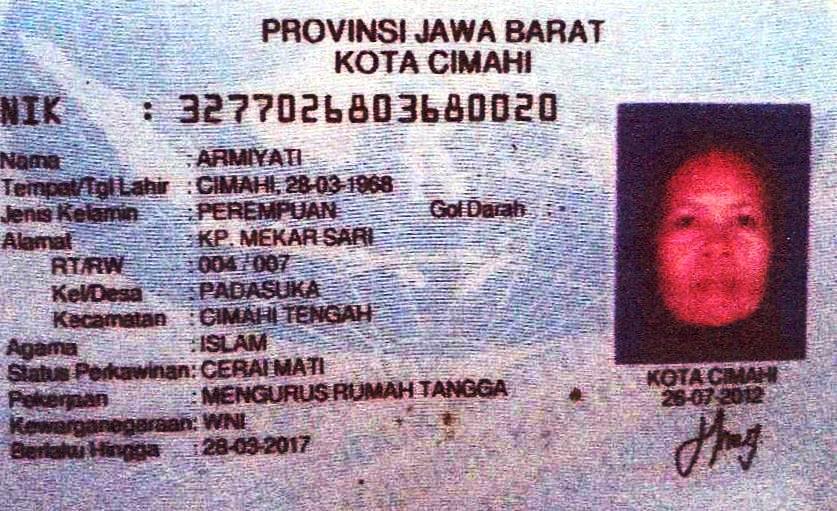 PROVINSI JAWA BARAT
KOTA CIMAHI
NIK : 3277026803680020
Nama : ARMIYATI
Tempat/Tgl Lahir : CIMAHI, 28-03-1968
Jenis Kelamin : PEREMPUAN Gol Darah : -
Alamat : KP. MEKAR SARI
RT/RW : 004 / 007
Kel/Desa : PADASUKA
Kecamatan : CIMAHI TENGAH
Agama : ISLAM
Status Perkawinan: CERAI MATI
Pekerjaan : MENGURUS RUMAH TANGGA
Kewarganegaraan: WNI
Berlaku Hingga : 28-03-2017
KOTA CIMAHI
26-07-2012